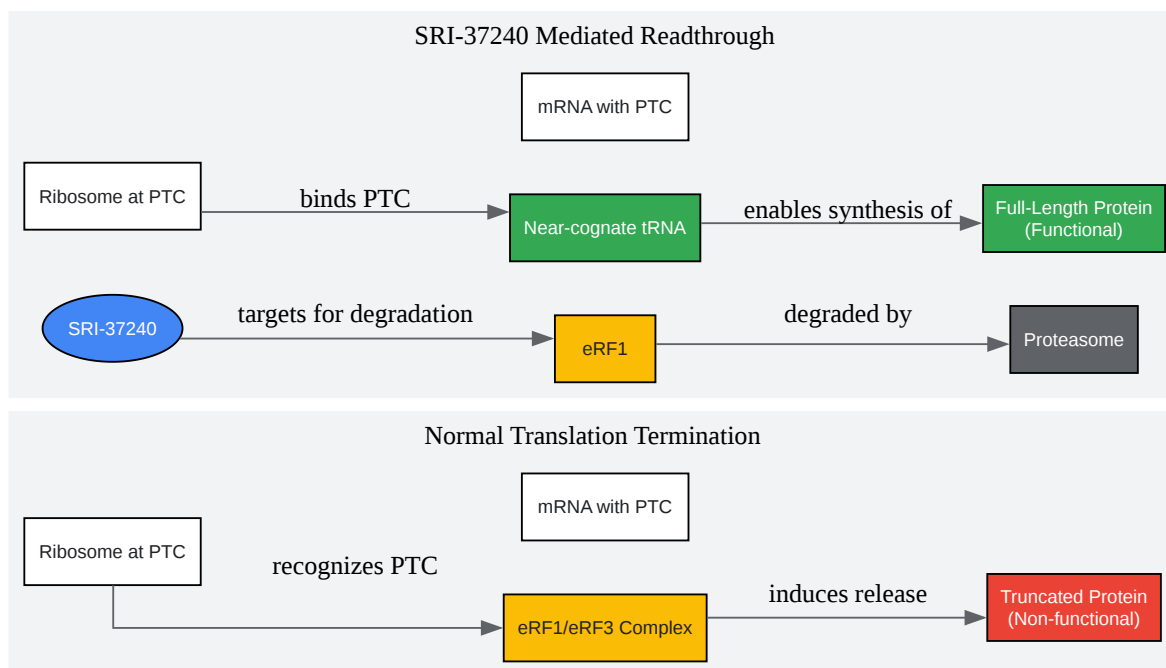 SRI-37240 Mediated Readthrough
mRNA with PTC
Ribosome at PTC
binds PTC
Near-cognate tRNA
enables synthesis of
Full-Length Protein
(Functional)
SRI-37240
targets for degradation
eRF1
degraded by
Proteasome
Normal Translation Termination
mRNA with PTC
Ribosome at PTC
recognizes PTC
eRF1/eRF3 Complex
induces release
Truncated Protein
(Non-functional)